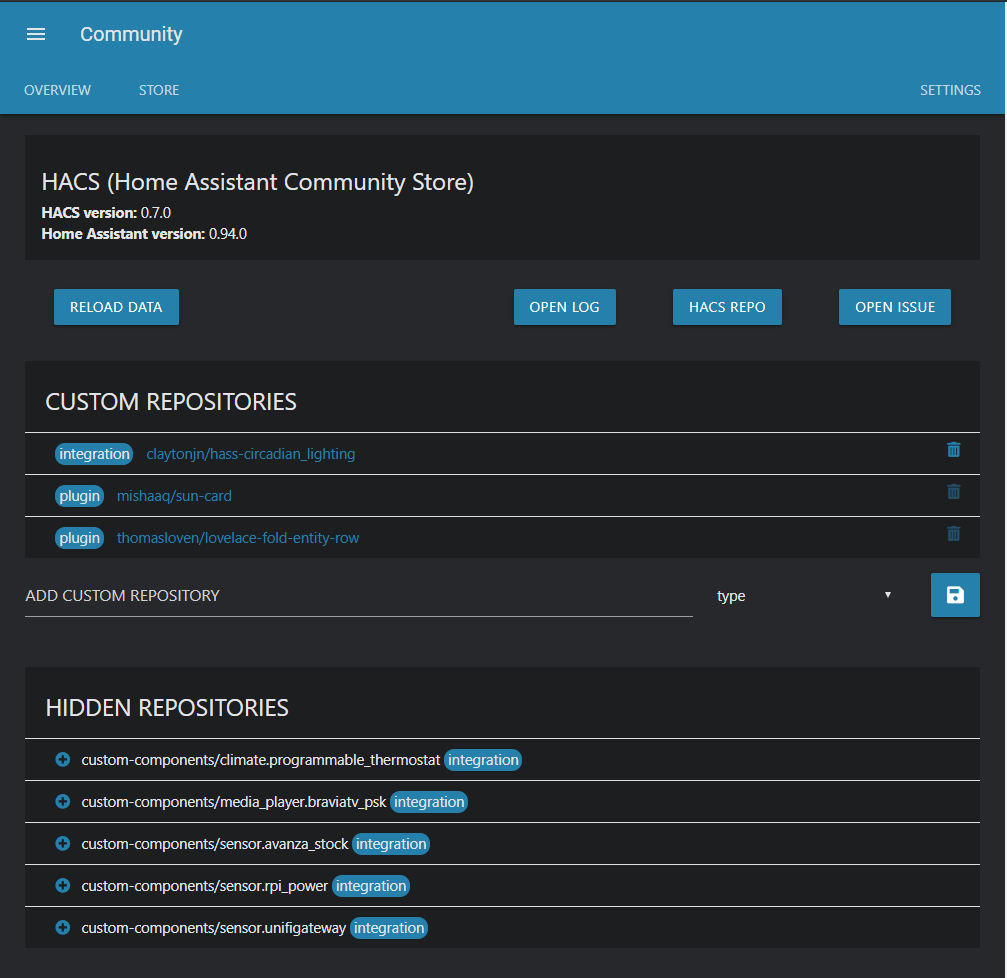 Community
OVERVIEW STORE SETTINGS
HACS (Home Assistant Community Store)
HACS version: 0.7.0
Home Assistant version: 0.94.0
RELOAD DATA OPEN LOG HACS REPO OPEN ISSUE
CUSTOM REPOSITORIES
integration claytonjn/hass-circadian_lighting
plugin mishaaq/sun-card
plugin thomasloven/lovelace-fold-entity-row
ADD CUSTOM REPOSITORY type
HIDDEN REPOSITORIES
custom-components/climate.programmable_thermostat integration
custom-components/media_player.braviatv_psk integration
custom-components/sensor.avanza_stock integration
custom-components/sensor.rpi_power integration
custom-components/sensor.unifigateway integration